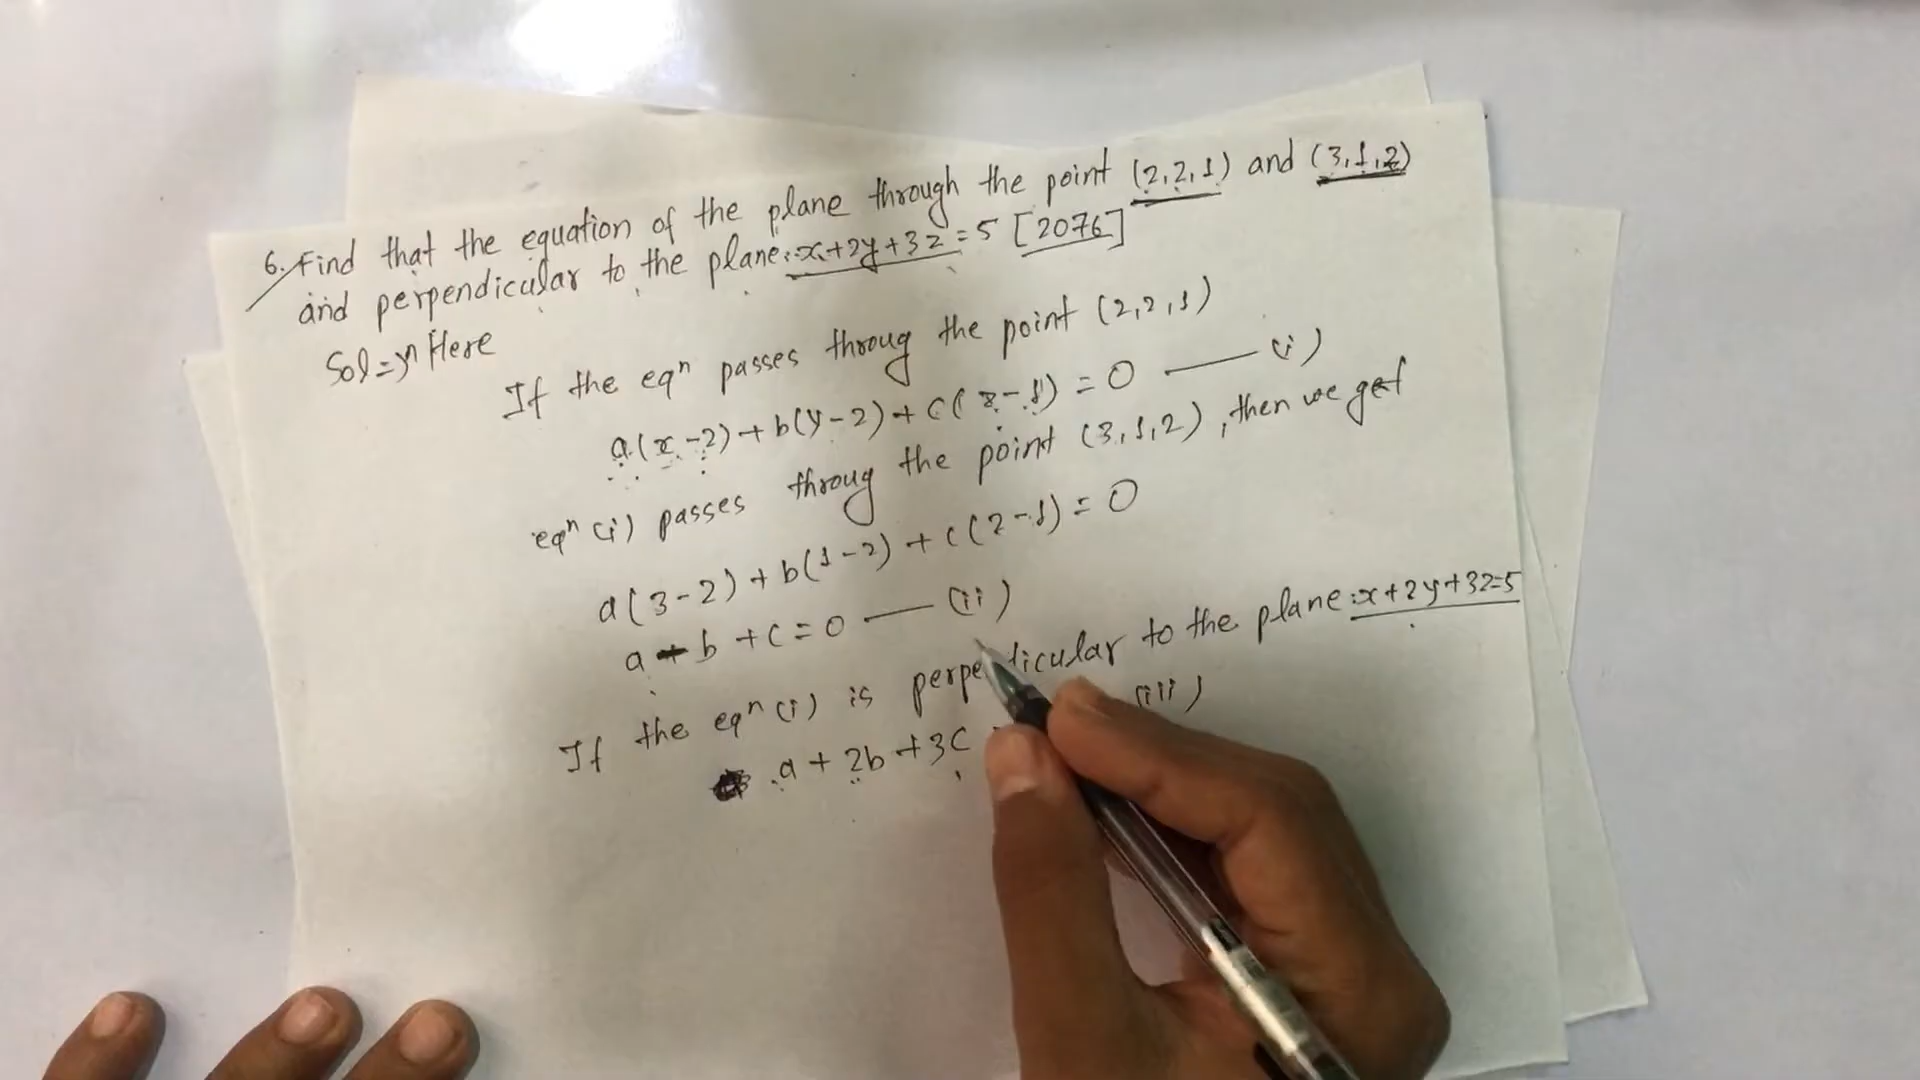 6. Find that the equation of the plane through the point (2,2,1) and (3,1,2)
and perpendicular to the plane: x+2y+3z=5 [2076]
Sol=yⁿ Here
If the eqⁿ passes throug the point (2,2,1)
a(x-2)+b(y-2)+c(z-1)=0 —— (i)
eqⁿ (i) passes throug the point (3,1,2), then we get
a(3-2)+b(1-2)+c(2-1)=0
a - b + c = 0 —— (ii)
If the eqⁿ (i) is perpendicular to the plane: x+2y+3z=5
a + 2b + 3c (iii)